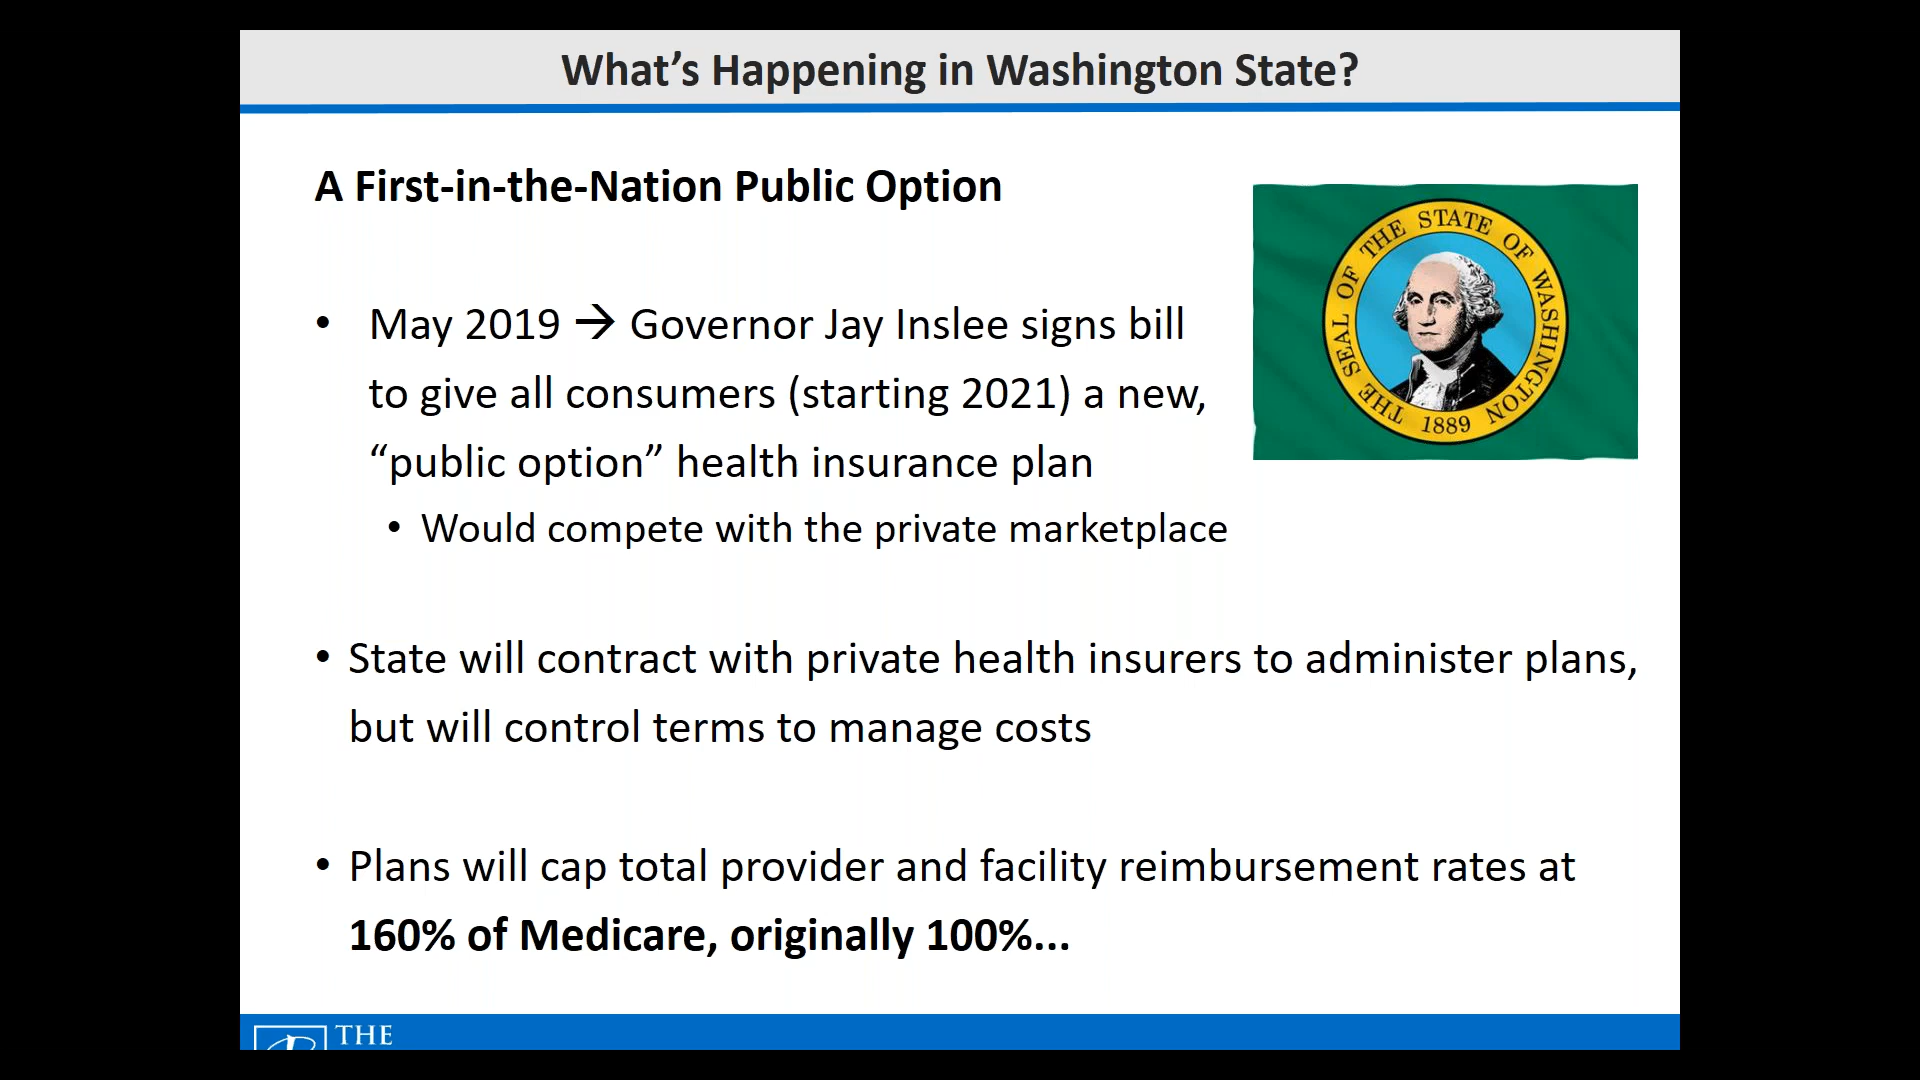 What’s Happening in Washington State?
A First-in-the-Nation Public Option
• May 2019 → Governor Jay Inslee signs bill
to give all consumers (starting 2021) a new,
“public option” health insurance plan
• Would compete with the private marketplace
THE SEAL OF THE STATE OF WASHINGTON
1889
• State will contract with private health insurers to administer plans,
but will control terms to manage costs
• Plans will cap total provider and facility reimbursement rates at
160% of Medicare, originally 100%...
THE